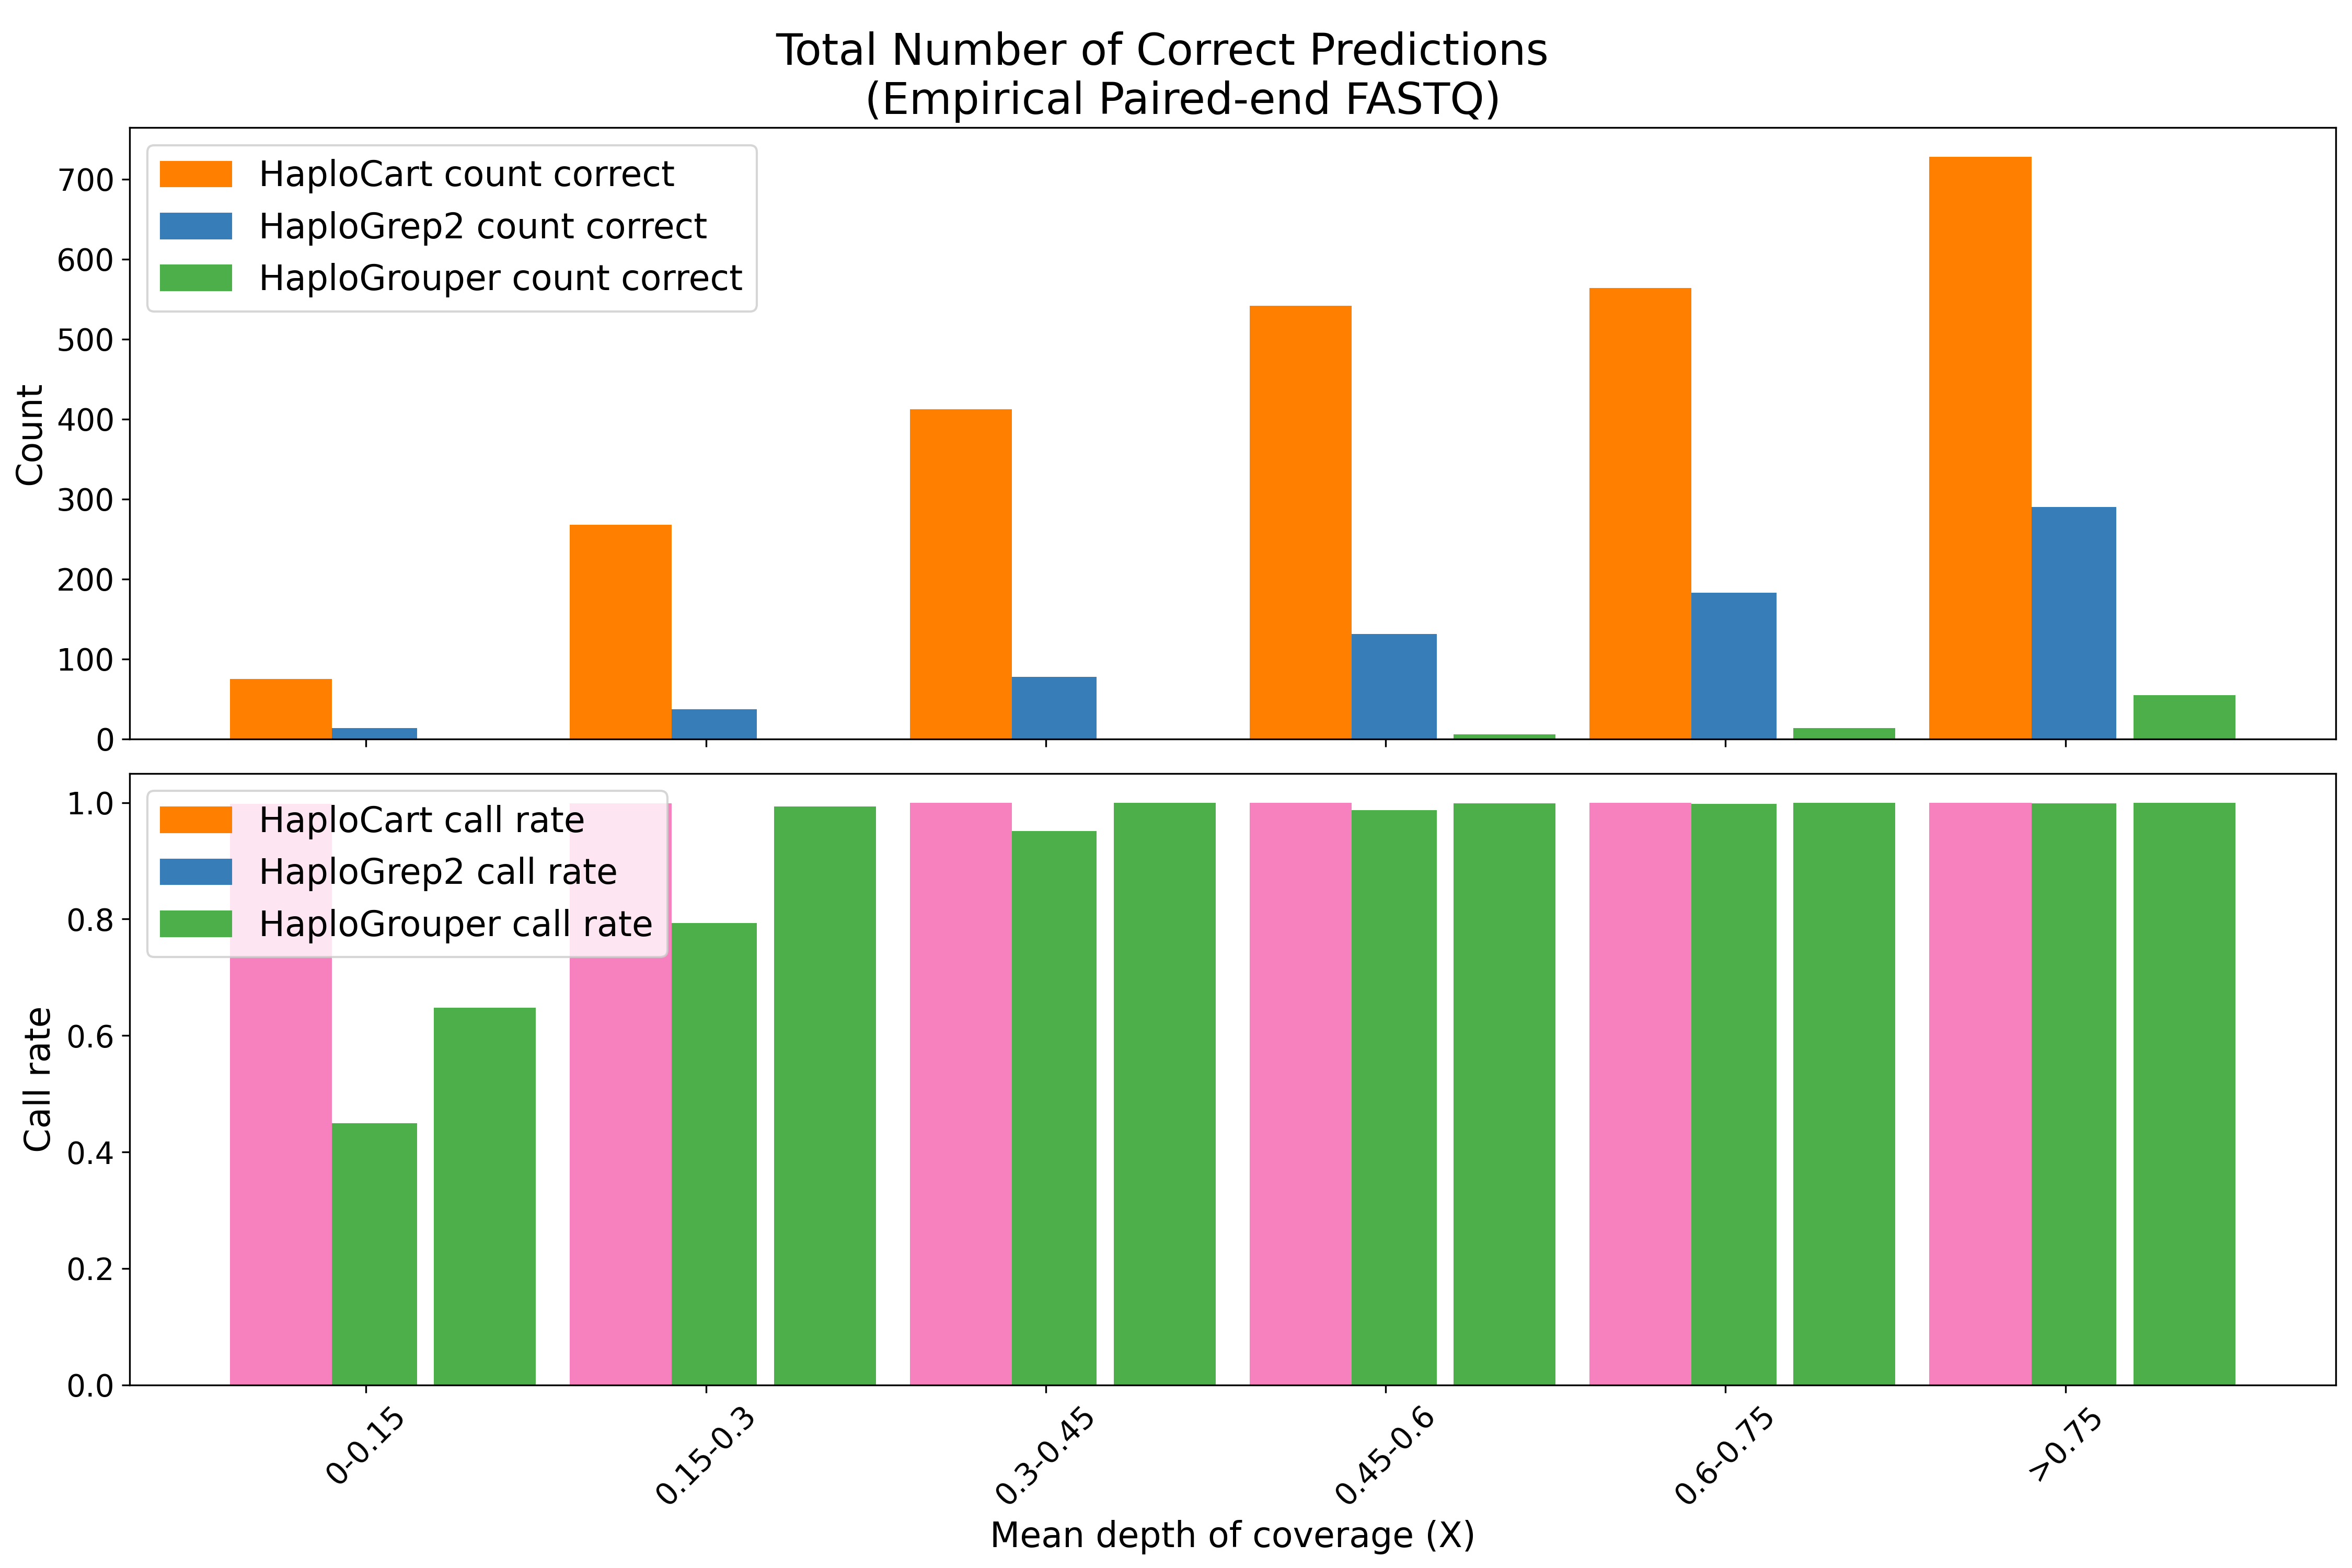 Total Number of Correct Predictions
(Empirical Paired-end FASTQ)
HaploCart count correct
HaploGrep2 count correct
HaploGrouper count correct
Count
700
600
500
400
300
200
100
0
HaploCart call rate
HaploGrep2 call rate
HaploGrouper call rate
Call rate
1.0
0.8
0.6
0.4
0.2
0.0
0-0.15
0.15-0.3
0.3-0.45
0.45-0.6
0.6-0.75
>0.75
Mean depth of coverage (X)